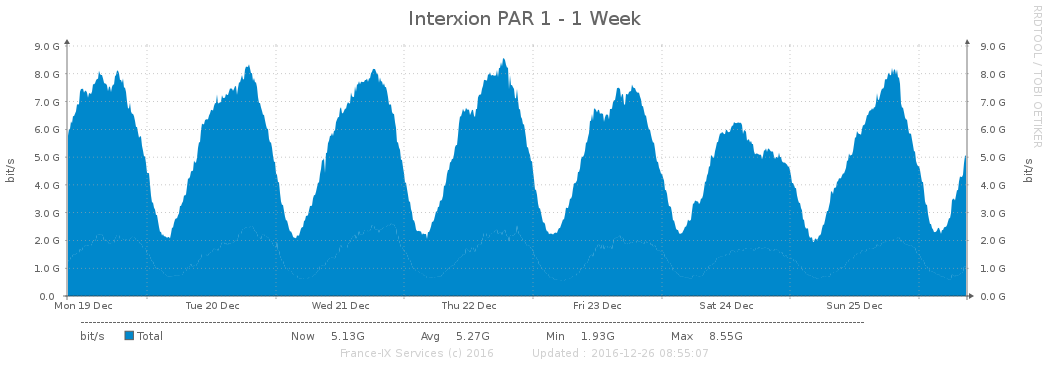 Interxion PAR 1 - 1 Week
RRDTOOL / TOBI OETIKER
9.0 G 9.0 G
8.0 G 8.0 G
7.0 G 7.0 G
6.0 G 6.0 G
5.0 G 5.0 G
4.0 G 4.0 G
3.0 G 3.0 G
2.0 G 2.0 G
1.0 G 1.0 G
0.0 0.0 G
bit/s bit/s
Mon 19 Dec Tue 20 Dec Wed 21 Dec Thu 22 Dec Fri 23 Dec Sat 24 Dec Sun 25 Dec
bit/s Total Now 5.13G Avg 5.27G Min 1.93G Max 8.55G
France-IX Services (c) 2016 Updated : 2016-12-26 08:55:07